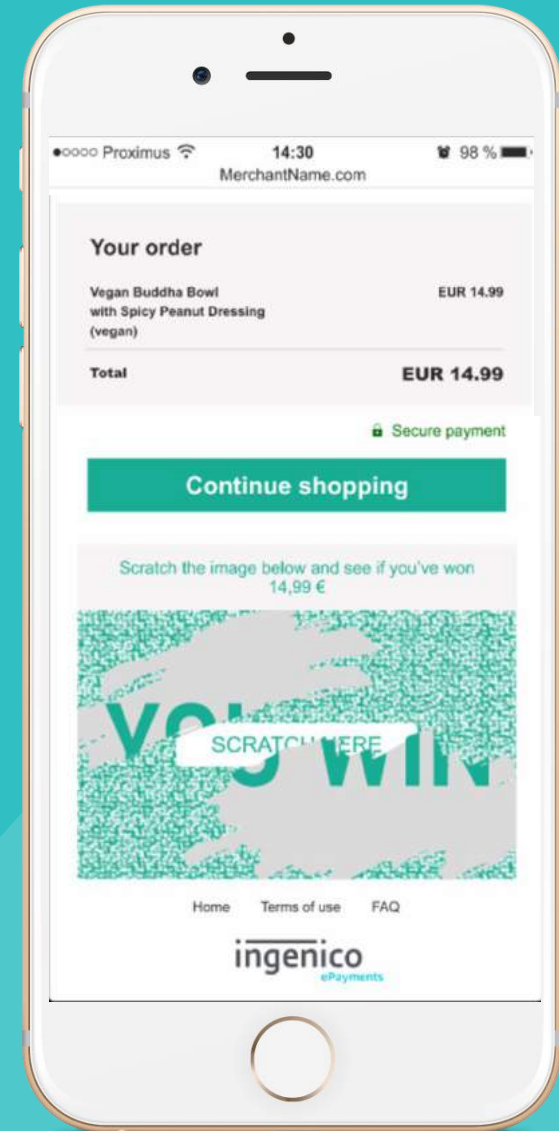 Proximus 14:30 98 %
MerchantName.com
Your order
Vegan Buddha Bowl EUR 14.99
with Spicy Peanut Dressing
(vegan)
Total EUR 14.99
Secure payment
Continue shopping
Scratch the image below and see if you've won
14,99 €
YOU WIN
SCRATCH HERE
Home Terms of use FAQ
ingenico
ePayments